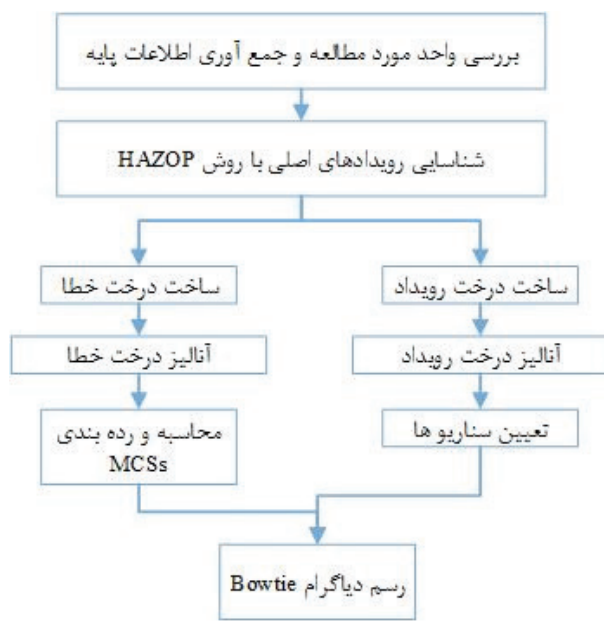 بررسی واحد مورد مطالعه و جمع آوری اطلاعات پایه
شناسایی رویدادهای اصلی با روش HAZOP
ساخت درخت رویداد
ساخت درخت خطا
آنالیز درخت رویداد
آنالیز درخت خطا
تعیین سناریو ها
محاسبه و رده بندی
MCSs
رسم دیاگرام Bowtie